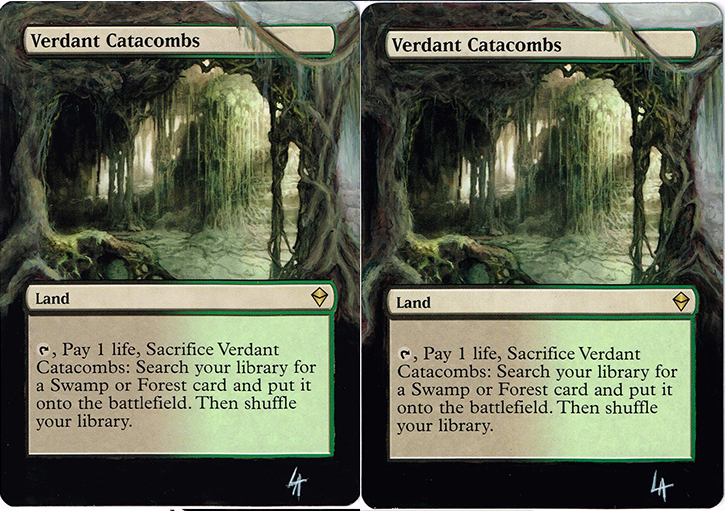 Verdant Catacombs
Land
, Pay 1 life, Sacrifice Verdant
Catacombs: Search your library for
a Swamp or Forest card and put it
onto the battlefield. Then shuffle
your library.
LA
Verdant Catacombs
Land
, Pay 1 life, Sacrifice Verdant
Catacombs: Search your library for
a Swamp or Forest card and put it
onto the battlefield. Then shuffle
your library.
LA